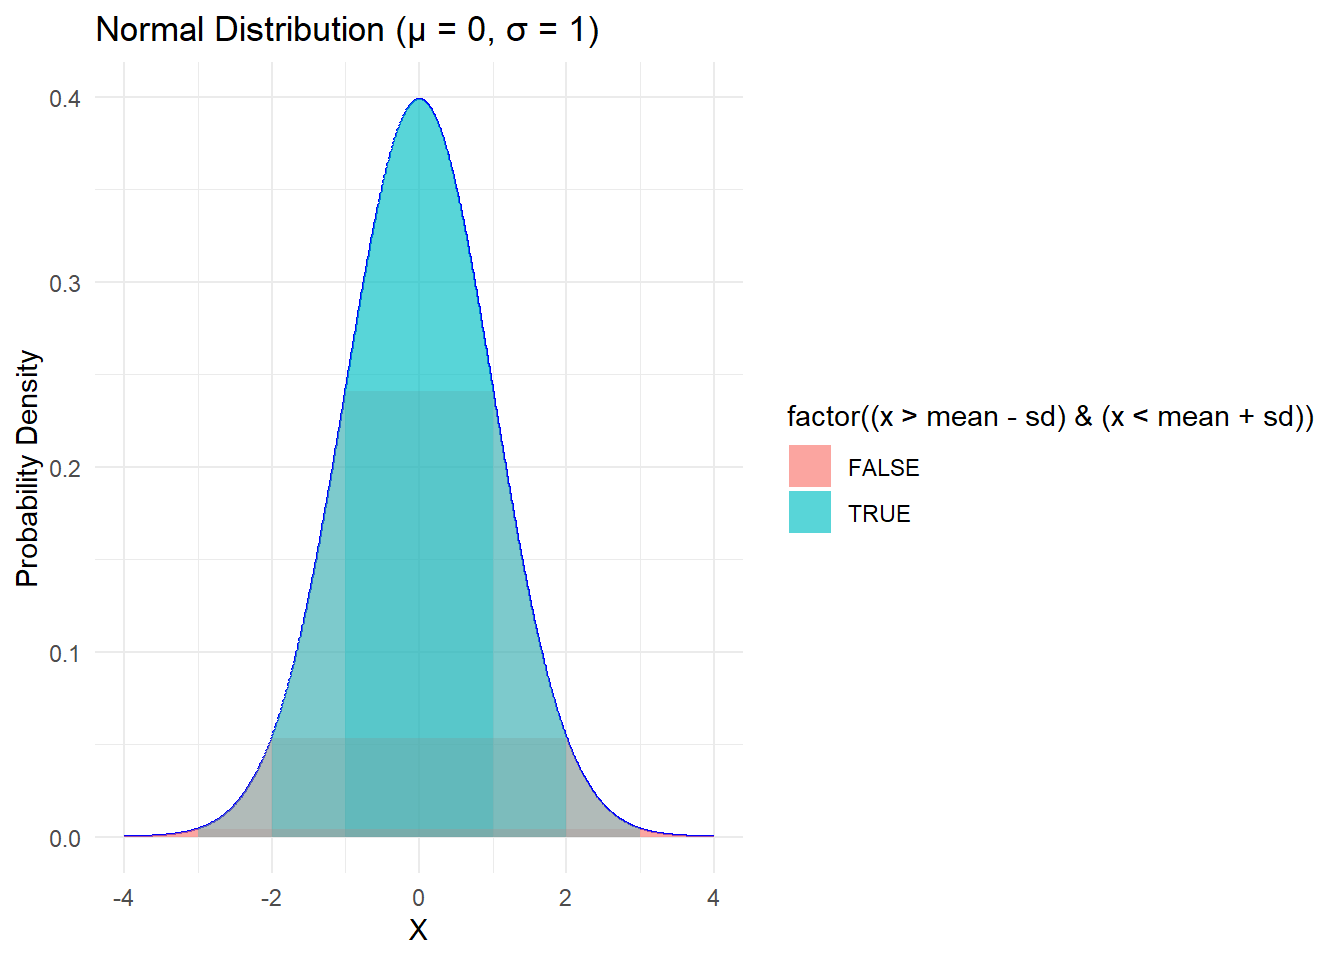 Normal Distribution (μ = 0, σ = 1)
Probability Density
0.4
0.3
0.2
0.1
0.0
-4
-2
0
2
4
X
factor((x > mean - sd) & (x < mean + sd))
FALSE
TRUE